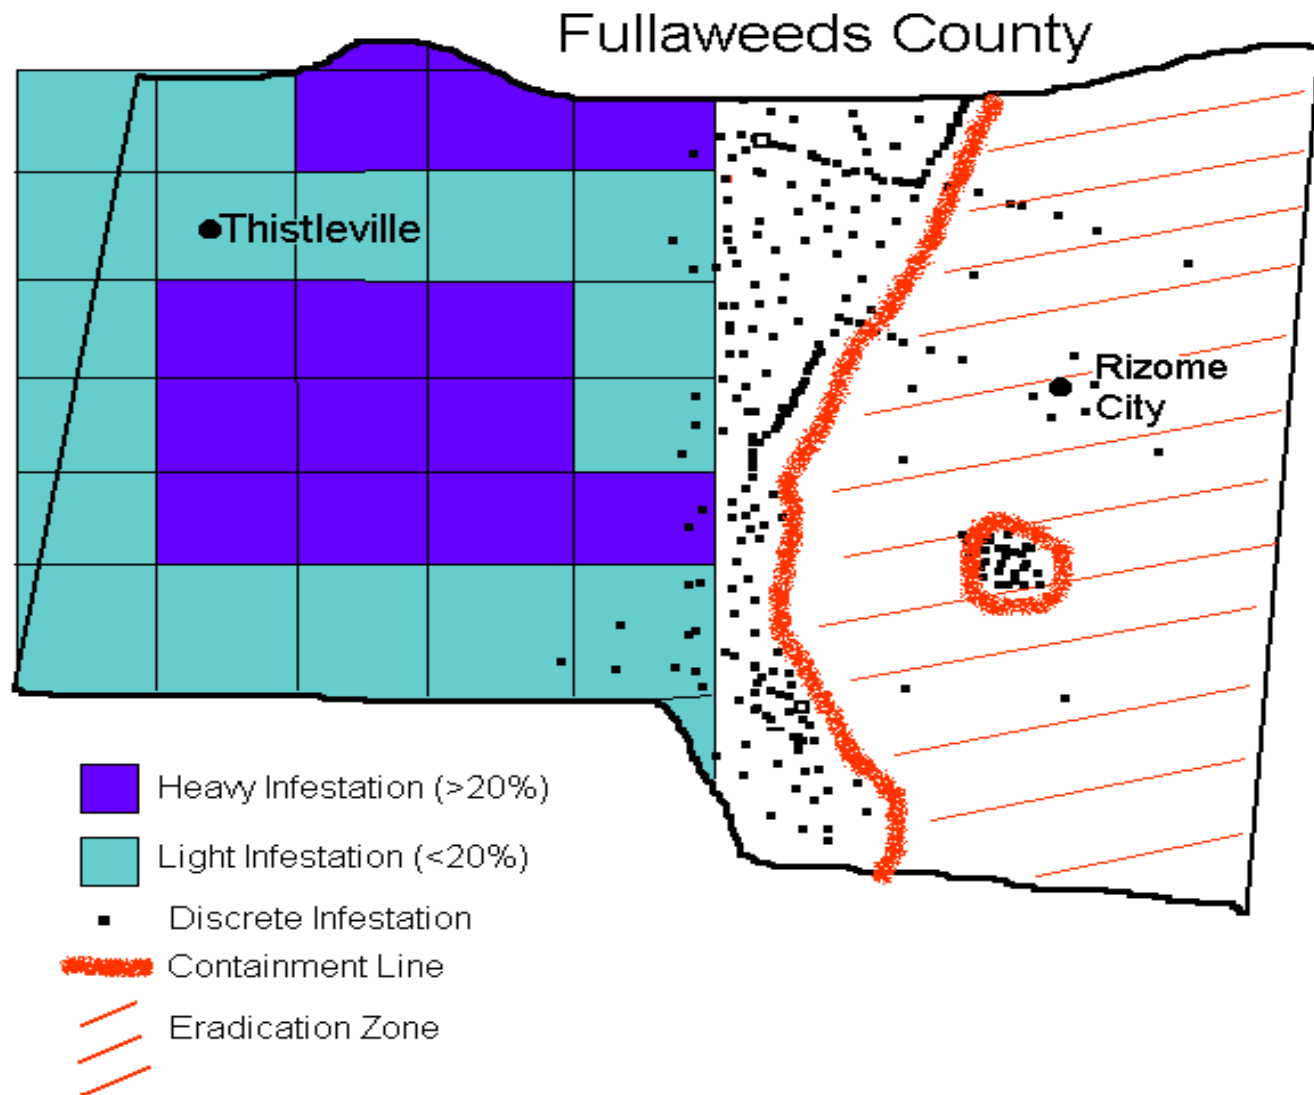 Fullaweeds County
Thistleville
Rizome
City
Heavy Infestation (>20%)
Light Infestation (<20%)
Discrete Infestation
Containment Line
Eradication Zone